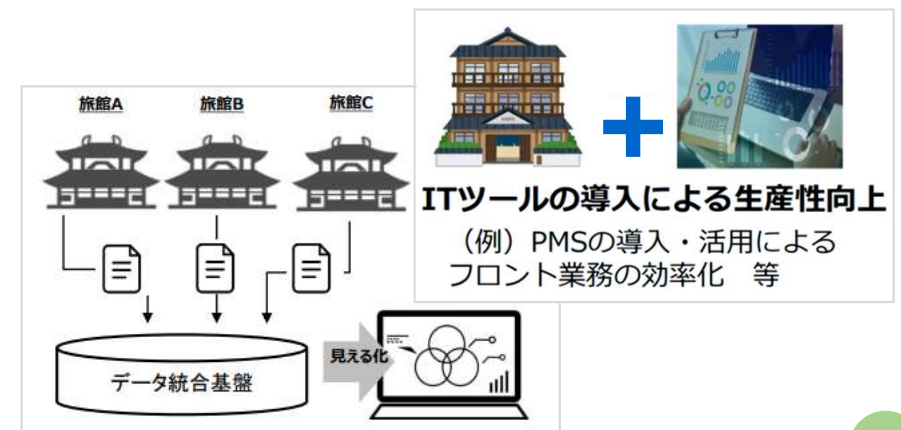 旅館A
旅館B
旅館C
データ統合基盤
見える化
ITツールの導入による生産性向上
（例）PMSの導入・活用による
フロント業務の効率化　等